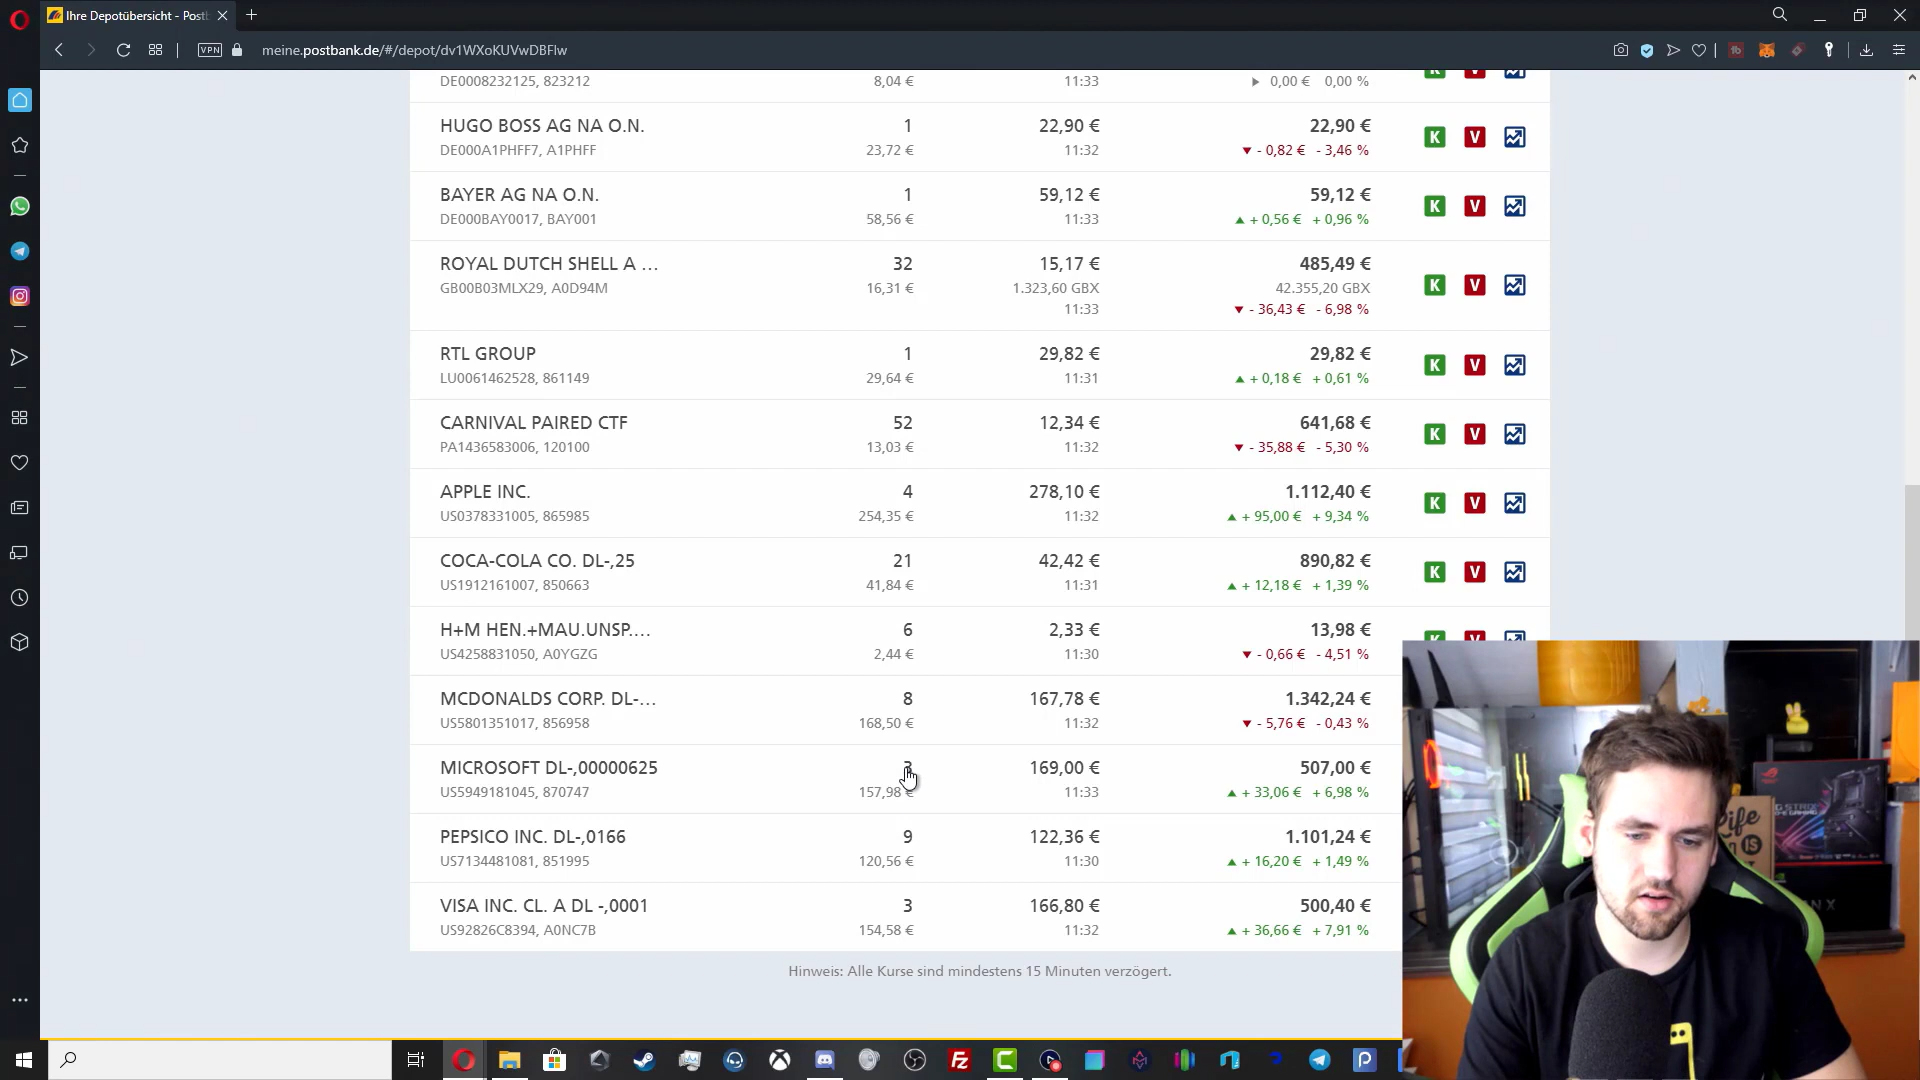 Ihre Depotübersicht - Postb
VPN
meine.postbank.de/#/depot/dv1WXoKUVwDBFlw
DE0008232125, 823212 8,04 € 11:33 0,00 € 0,00 %
HUGO BOSS AG NA O.N. 1 22,90 € 22,90 € K V
DE000A1PHFF7, A1PHFF 23,72 € 11:32 - 0,82 € - 3,46 %
BAYER AG NA O.N. 1 59,12 € 59,12 € K V
DE000BAY0017, BAY001 58,56 € 11:33 + 0,56 € + 0,96 %
ROYAL DUTCH SHELL A ... 32 15,17 € 485,49 € K V
GB00B03MLX29, A0D94M 16,31 € 1.323,60 GBX 42.355,20 GBX
11:33 - 36,43 € - 6,98 %
RTL GROUP 1 29,82 € 29,82 € K V
LU0061462528, 861149 29,64 € 11:31 + 0,18 € + 0,61 %
CARNIVAL PAIRED CTF 52 12,34 € 641,68 € K V
PA1436583006, 120100 13,03 € 11:32 - 35,88 € - 5,30 %
APPLE INC. 4 278,10 € 1.112,40 € K V
US0378331005, 865985 254,35 € 11:32 + 95,00 € + 9,34 %
COCA-COLA CO. DL-,25 21 42,42 € 890,82 € K V
US1912161007, 850663 41,84 € 11:31 + 12,18 € + 1,39 %
H+M HEN.+MAU.UNSP.... 6 2,33 € 13,98 € K V
US4258831050, A0YGZG 2,44 € 11:30 - 0,66 € - 4,51 %
MCDONALDS CORP. DL-... 8 167,78 € 1.342,24 €
US5801351017, 856958 168,50 € 11:32 - 5,76 € - 0,43 %
MICROSOFT DL-,00000625 3 169,00 € 507,00 €
US5949181045, 870747 157,98 € 11:33 + 33,06 € + 6,98 %
PEPSICO INC. DL-,0166 9 122,36 € 1.101,24 €
US7134481081, 851995 120,56 € 11:30 + 16,20 € + 1,49 %
VISA INC. CL. A DL -,0001 3 166,80 € 500,40 €
US92826C8394, A0NC7B 154,58 € 11:32 + 36,66 € + 7,91 %
Hinweis: Alle Kurse sind mindestens 15 Minuten verzögert.